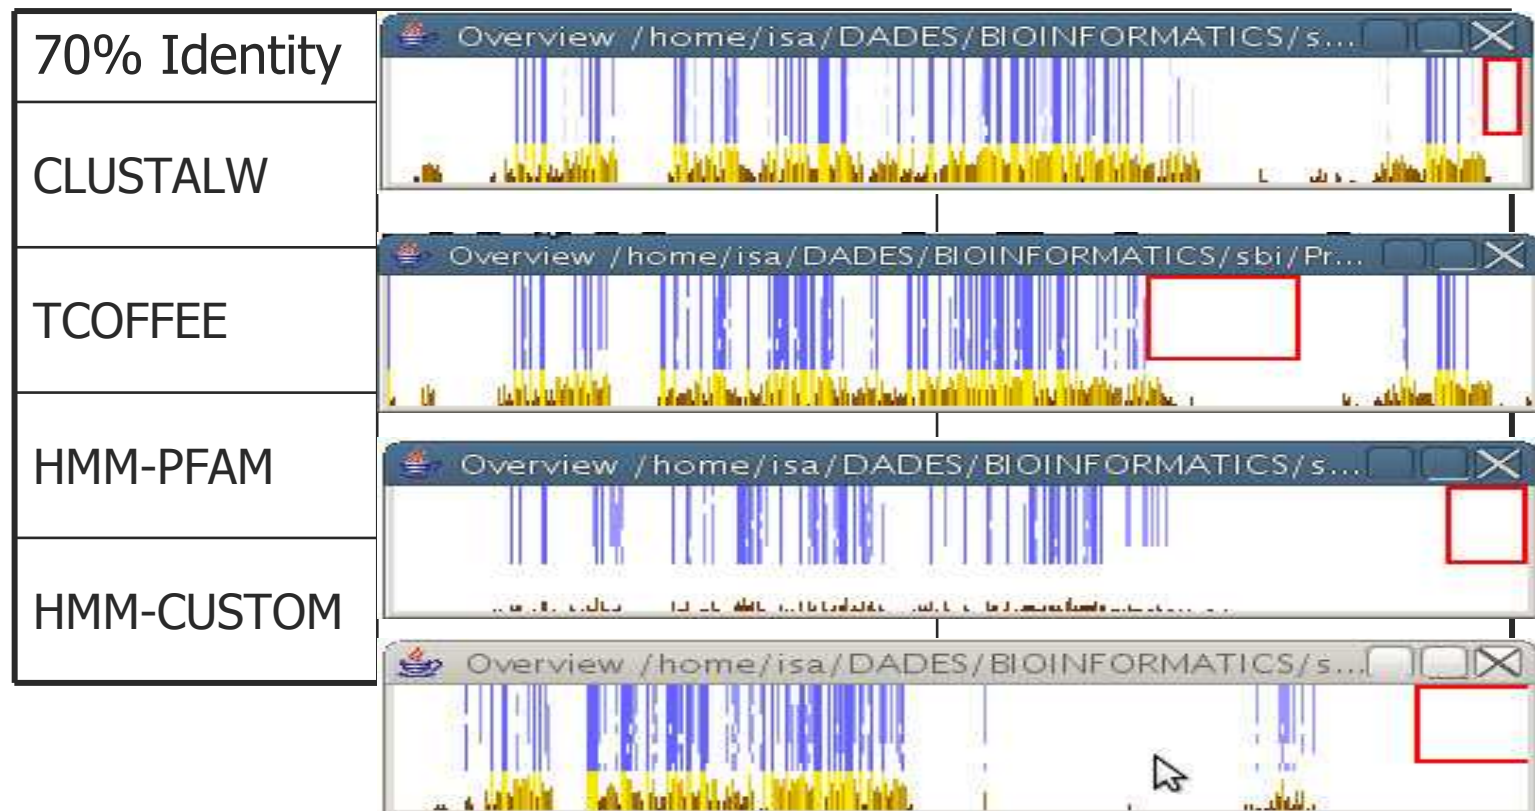 70% Identity
Overview /home/isa/DADES/BIOINFORMATICS/s...
CLUSTALW
Overview /home/isa/DADES/BIOINFORMATICS/sbi/Pr...
TCOFFEE
Overview /home/isa/DADES/BIOINFORMATICS/s...
HMM-PFAM
HMM-CUSTOM
Overview /home/isa/DADES/BIOINFORMATICS/s...